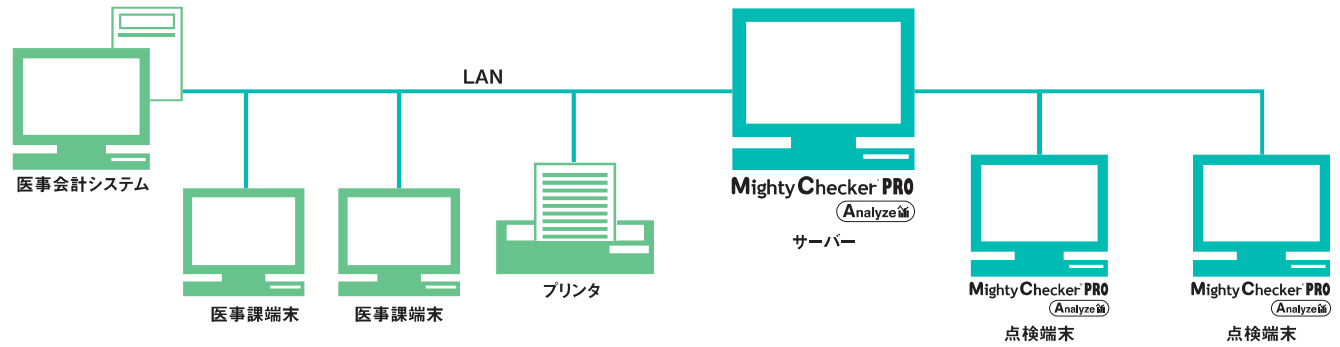 LAN
医事会計システム
医事課端末
医事課端末
プリンタ
Mighty Checker® PRO
Analyze
サーバー
Mighty Checker® PRO
Analyze
点検端末
Mighty Checker® PRO
Analyze
点検端末